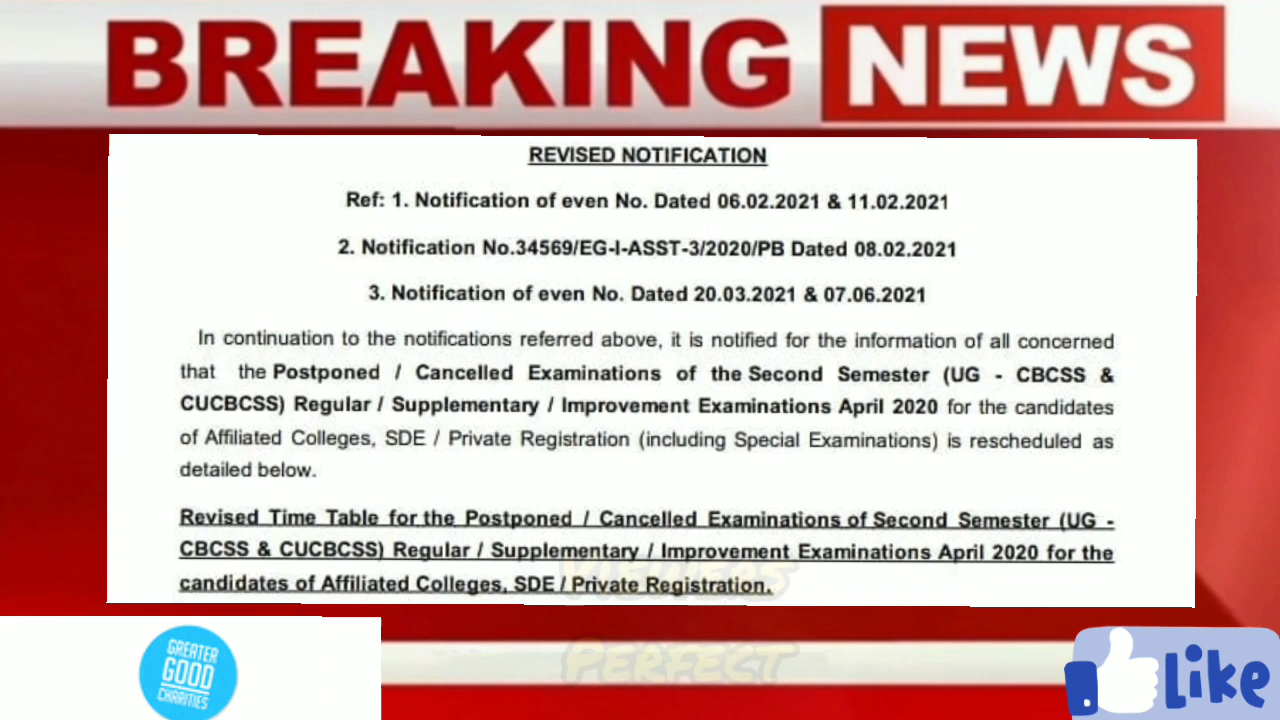 BREAKING NEWS
REVISED NOTIFICATION
Ref: 1. Notification of even No. Dated 06.02.2021 & 11.02.2021
2. Notification No.34569/EG-I-ASST-3/2020/PB Dated 08.02.2021
3. Notification of even No. Dated 20.03.2021 & 07.06.2021
In continuation to the notifications referred above, it is notified for the information of all concerned
that the Postponed / Cancelled Examinations of the Second Semester (UG - CBCSS &
CUCBCSS) Regular / Supplementary / Improvement Examinations April 2020 for the candidates
of Affiliated Colleges, SDE / Private Registration (including Special Examinations) is rescheduled as
detailed below.
Revised Time Table for the Postponed / Cancelled Examinations of Second Semester (UG -
CBCSS & CUCBCSS) Regular / Supplementary / Improvement Examinations April 2020 for the
candidates of Affiliated Colleges, SDE / Private Registration.
PERFECT
GREATER
GOOD
CHARITIES
Like